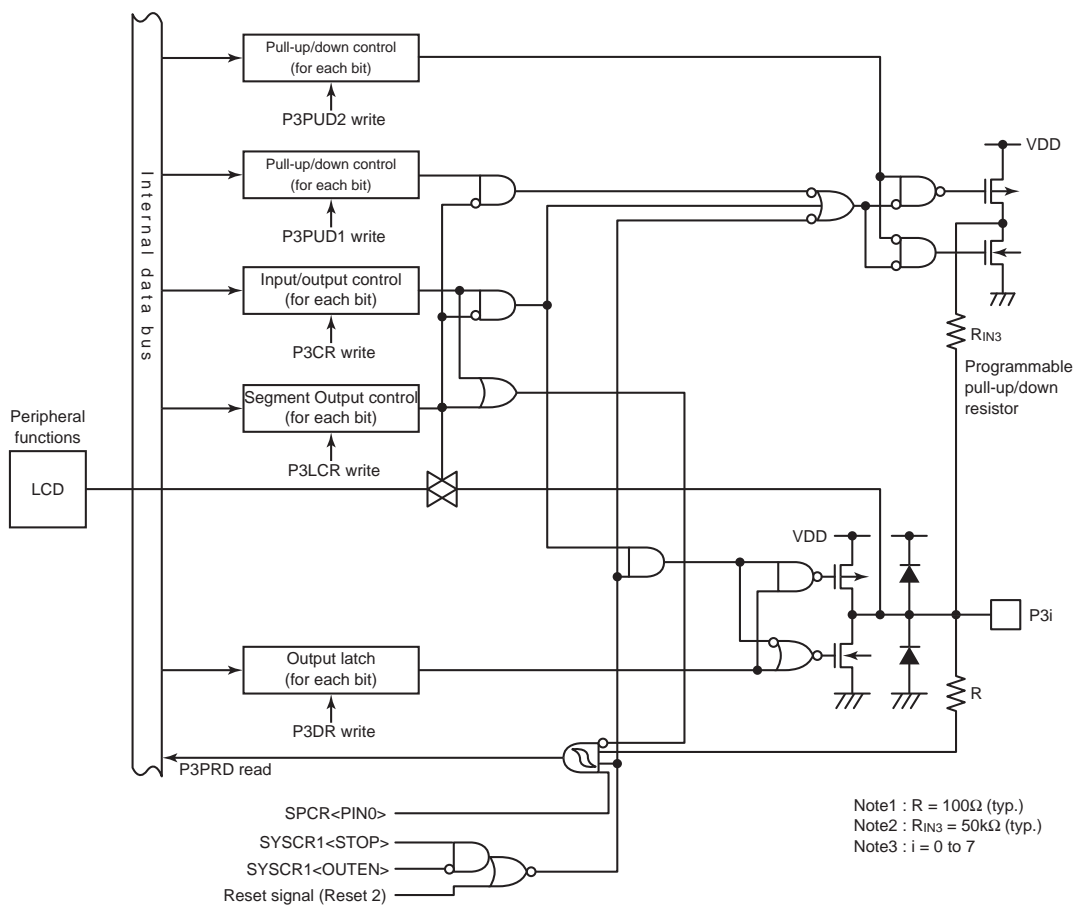 Pull-up/down control
(for each bit)
P3PUD2 write
VDD
Pull-up/down control
(for each bit)
P3PUD1 write
Internal data bus
Input/output control
(for each bit)
P3CR write
RIN3
Programmable
pull-up/down
resistor
Segment Output control
(for each bit)
P3LCR write
Peripheral
functions
LCD
VDD
P3i
Output latch
(for each bit)
P3DR write
R
P3PRD read
SPCR<PIN0>
SYSCR1<STOP>
SYSCR1<OUTEN>
Reset signal (Reset 2)
Note1 : R = 100Ω (typ.)
Note2 : RIN3 = 50kΩ (typ.)
Note3 : i = 0 to 7